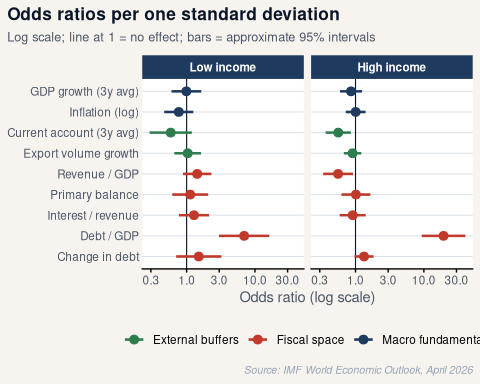 Odds ratios per one standard deviation
Log scale; line at 1 = no effect; bars = approximate 95% intervals
Low income
High income
GDP growth (3y avg)
Inflation (log)
Current account (3y avg)
Export volume growth
Revenue / GDP
Primary balance
Interest / revenue
Debt / GDP
Change in debt
0.3 1.0 3.0 10.0 30.0
0.3 1.0 3.0 10.0 30.0
Odds ratio (log scale)
External buffers Fiscal space Macro fundamenta
Source: IMF World Economic Outlook, April 2026